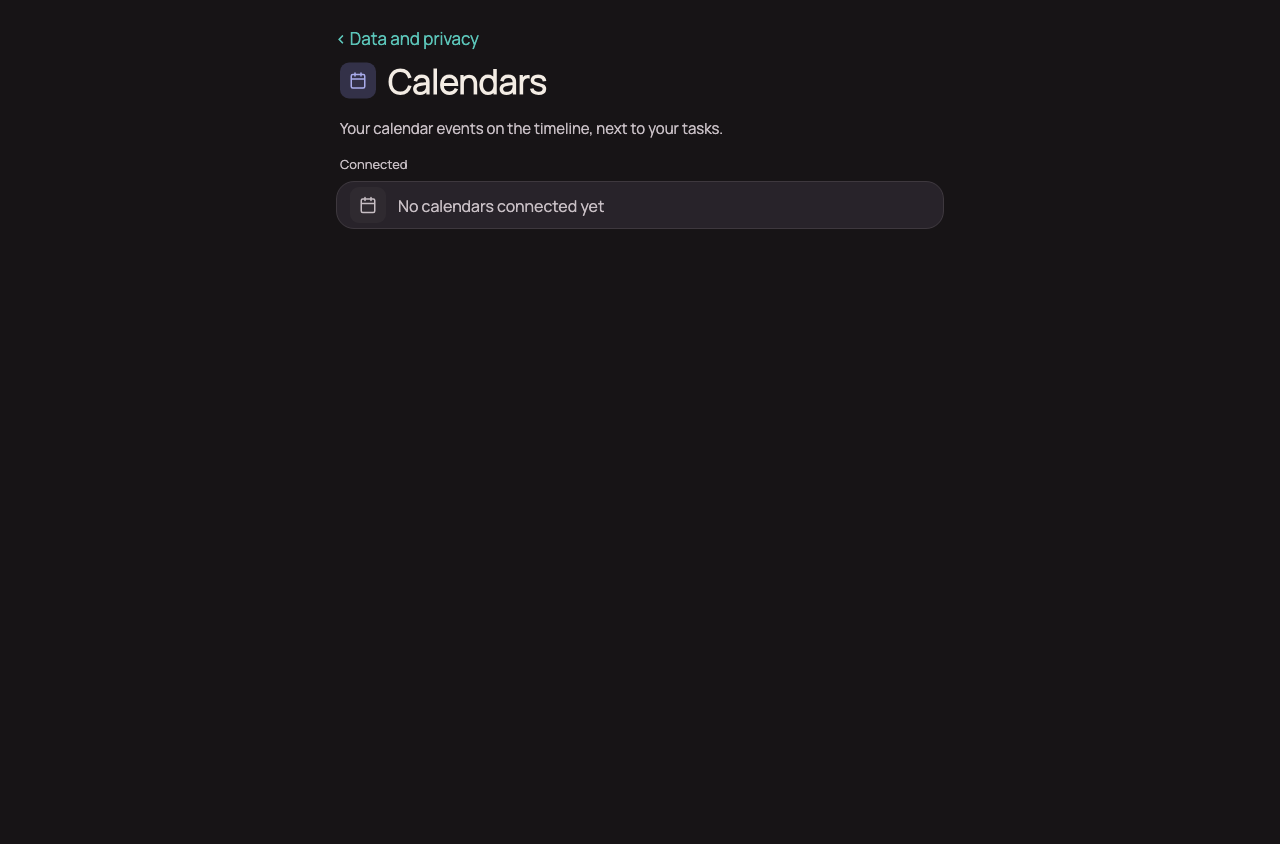 ‹ Data and privacy
Calendars
Your calendar events on the timeline, next to your tasks.
Connected
No calendars connected yet